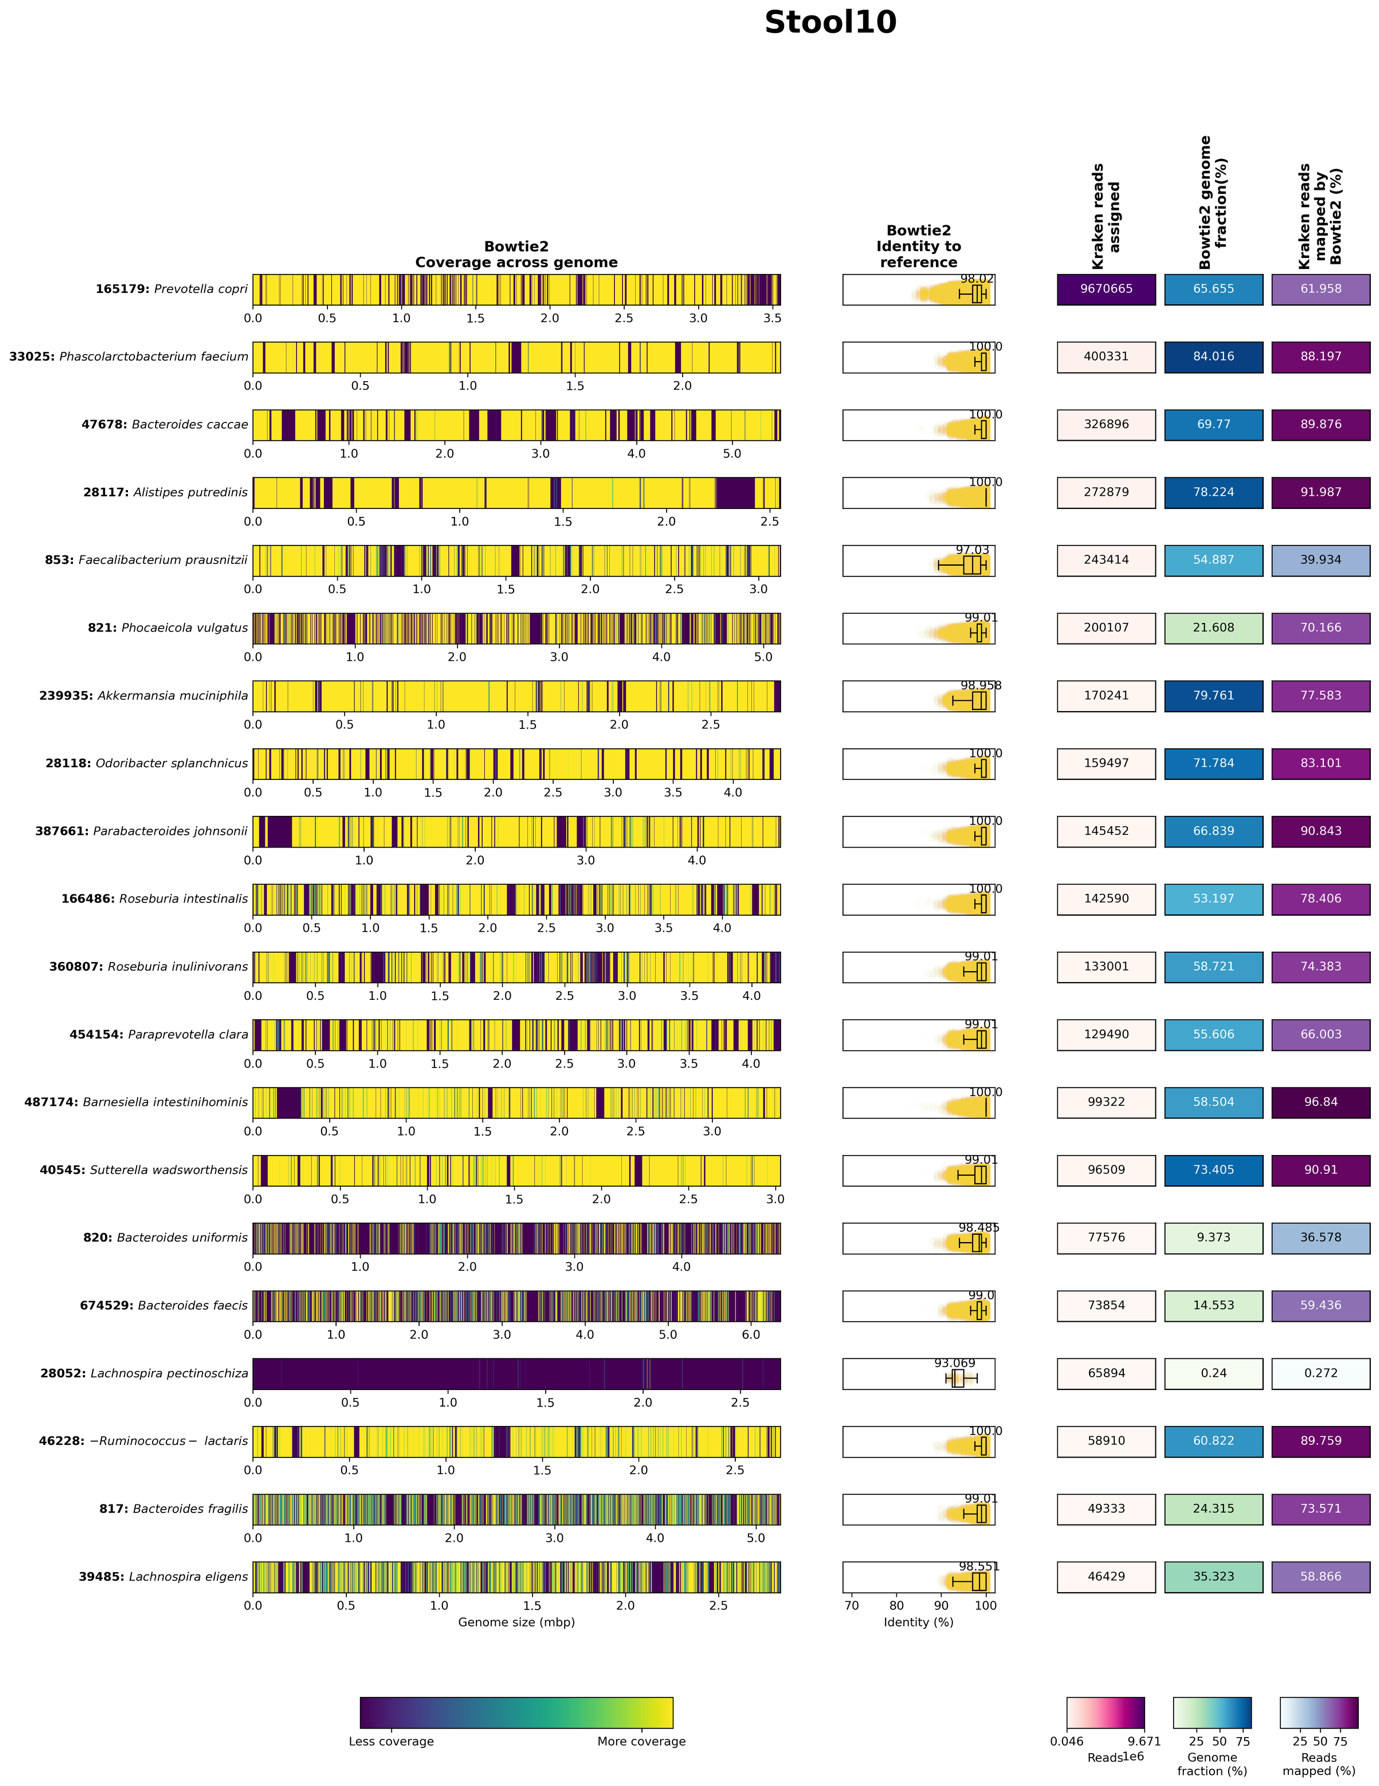 Stool10
Bowtie2
Coverage across genome
Bowtie2
Identity to
reference
Kraken reads
assigned
Bowtie2 genome
fraction(%)
Kraken reads
mapped by
Bowtie2 (%)
165179: Prevotella copri 98.02 9670665 65.655 61.958
0.0 0.5 1.0 1.5 2.0 2.5 3.0 3.5
33025: Phascolarctobacterium faecium 100.0 400331 84.016 88.197
0.0 0.5 1.0 1.5 2.0
47678: Bacteroides caccae 100.0 326896 69.77 89.876
0.0 1.0 2.0 3.0 4.0 5.0
28117: Alistipes putredinis 100.0 272879 78.224 91.987
0.0 0.5 1.0 1.5 2.0 2.5
853: Faecalibacterium prausnitzii 97.03 243414 54.887 39.934
0.0 0.5 1.0 1.5 2.0 2.5 3.0
821: Phocaeicola vulgatus 99.01 200107 21.608 70.166
0.0 1.0 2.0 3.0 4.0 5.0
239935: Akkermansia muciniphila 98.958 170241 79.761 77.583
0.0 0.5 1.0 1.5 2.0 2.5
28118: Odoribacter splanchnicus 100.0 159497 71.784 83.101
0.0 0.5 1.0 1.5 2.0 2.5 3.0 3.5 4.0
387661: Parabacteroides johnsonii 100.0 145452 66.839 90.843
0.0 1.0 2.0 3.0 4.0
166486: Roseburia intestinalis 100.0 142590 53.197 78.406
0.0 0.5 1.0 1.5 2.0 2.5 3.0 3.5 4.0
360807: Roseburia inulinivorans 99.01 133001 58.721 74.383
0.0 0.5 1.0 1.5 2.0 2.5 3.0 3.5 4.0
454154: Paraprevotella clara 99.01 129490 55.606 66.003
0.0 0.5 1.0 1.5 2.0 2.5 3.0 3.5 4.0
487174: Barnesiella intestinihominis 100.0 99322 58.504 96.84
0.0 0.5 1.0 1.5 2.0 2.5 3.0
40545: Sutterella wadsworthensis 99.01 96509 73.405 90.91
0.0 0.5 1.0 1.5 2.0 2.5 3.0
820: Bacteroides uniformis 98.485 77576 9.373 36.578
0.0 1.0 2.0 3.0 4.0
674529: Bacteroides faecis 99.0 73854 14.553 59.436
0.0 1.0 2.0 3.0 4.0 5.0 6.0
28052: Lachnospira pectinoschiza 93.069 65894 0.24 0.272
0.0 0.5 1.0 1.5 2.0 2.5
46228: −Ruminococcus− lactaris 100.0 58910 60.822 89.759
0.0 0.5 1.0 1.5 2.0 2.5
817: Bacteroides fragilis 99.01 49333 24.315 73.571
0.0 1.0 2.0 3.0 4.0 5.0
39485: Lachnospira eligens 98.551 46429 35.323 58.866
0.0 0.5 1.0 1.5 2.0 2.5 70 80 90 100
Genome size (mbp) Identity (%)
Less coverage More coverage
0.046 9.671
1e6
Reads
25 50 75
Genome
fraction (%)
25 50 75
Reads
mapped (%)